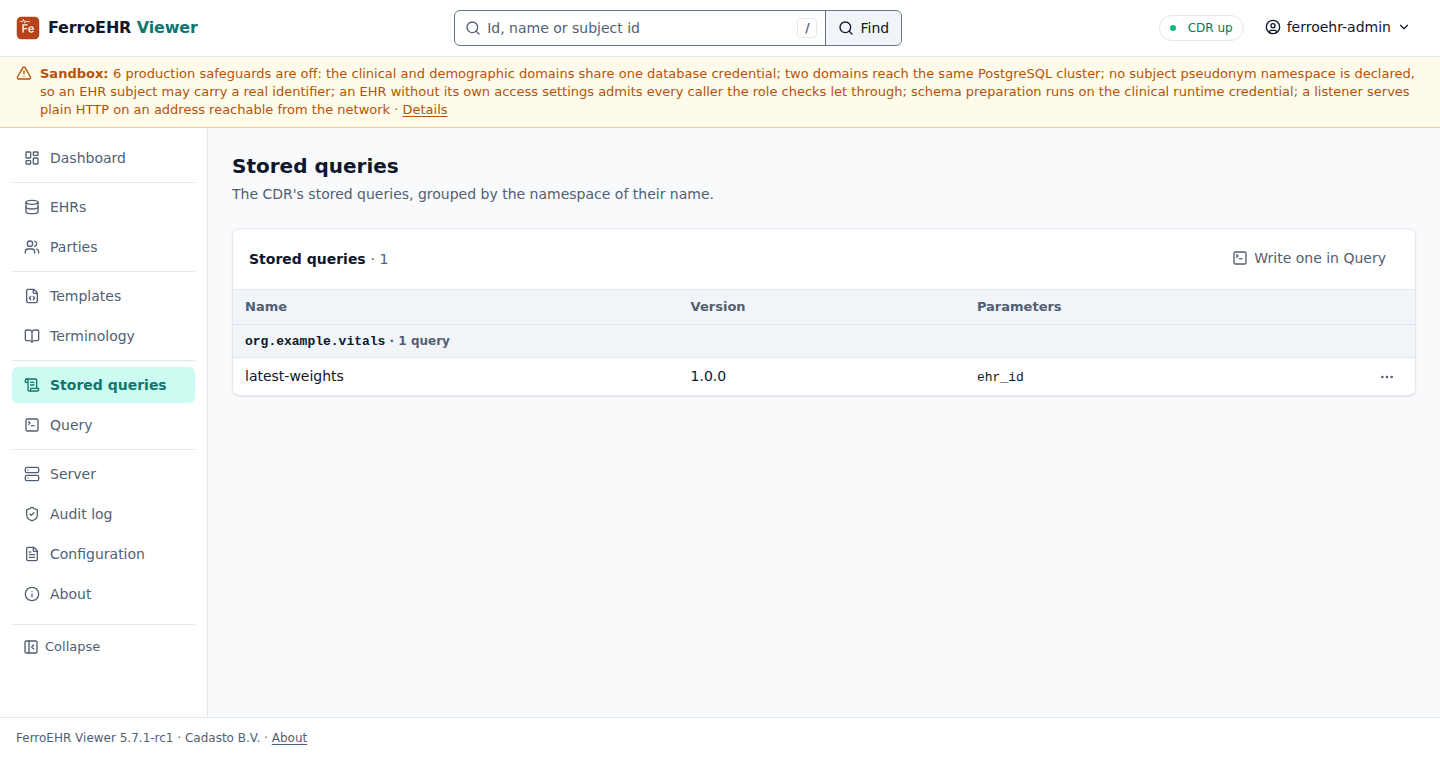 Fe FerroEHR Viewer
Id, name or subject id /
Find
CDR up
ferroehr-admin
Sandbox: 6 production safeguards are off: the clinical and demographic domains share one database credential; two domains reach the same PostgreSQL cluster; no subject pseudonym namespace is declared,
so an EHR subject may carry a real identifier; an EHR without its own access settings admits every caller the role checks let through; schema preparation runs on the clinical runtime credential; a listener serves
plain HTTP on an address reachable from the network · Details
Dashboard
EHRs
Parties
Templates
Terminology
Stored queries
Query
Server
Audit log
Configuration
About
Collapse
Stored queries
The CDR's stored queries, grouped by the namespace of their name.
Stored queries · 1
Write one in Query
Name Version Parameters
org.example.vitals · 1 query
latest-weights 1.0.0 ehr_id
FerroEHR Viewer 5.7.1-rc1 · Cadasto B.V. · About